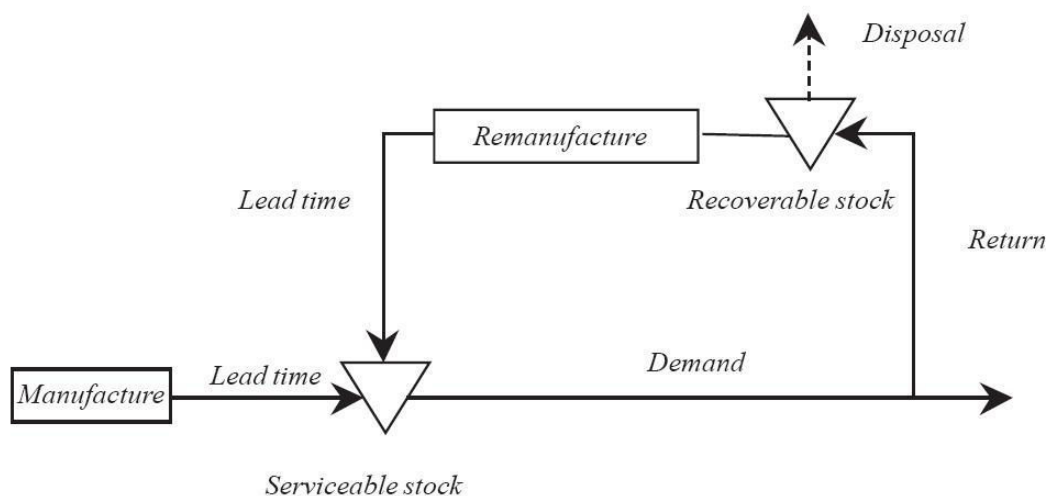 Disposal
Remanufacture
Lead time
Recoverable stock
Return
Demand
Lead time
Manufacture
Serviceable stock